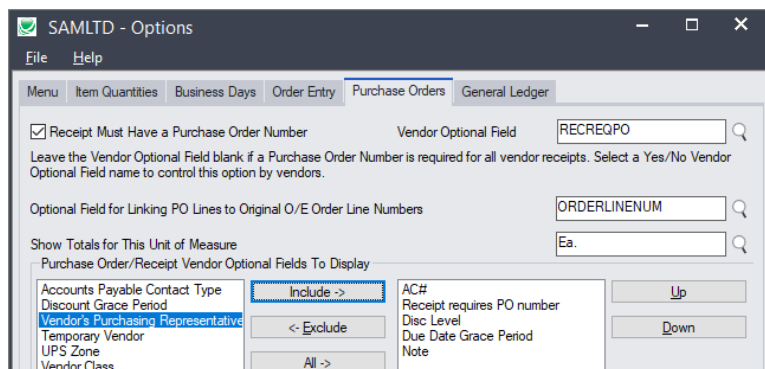 SAMLTD - Options
File Help
Menu Item Quantities Business Days Order Entry Purchase Orders General Ledger
Receipt Must Have a Purchase Order Number Vendor Optional Field RECREQPO
Leave the Vendor Optional Field blank if a Purchase Order Number is required for all vendor receipts. Select a Yes/No Vendor
Optional Field name to control this option by vendors.
Optional Field for Linking PO Lines to Original O/E Order Line Numbers ORDERLINENUM
Show Totals for This Unit of Measure Ea.
Purchase Order/Receipt Vendor Optional Fields To Display
Accounts Payable Contact Type
Discount Grace Period
Vendor's Purchasing Representative
Temporary Vendor
UPS Zone
Vendor Class
Include ->
<- Exclude
All ->
AC#
Receipt requires PO number
Disc Level
Due Date Grace Period
Note
Up
Down